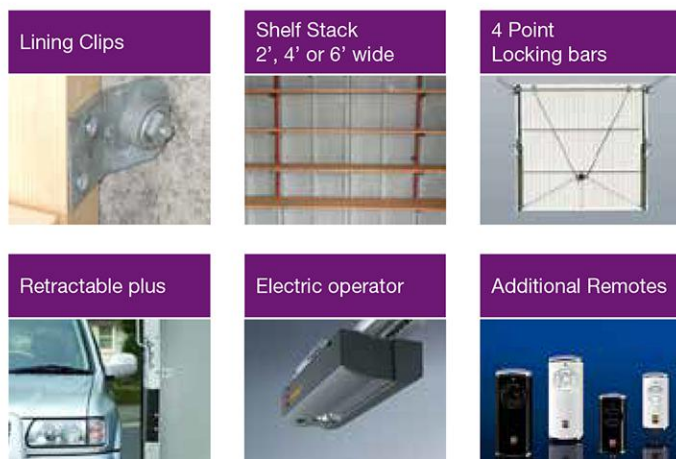 Lining Clips
Shelf Stack
2’, 4’ or 6’ wide
4 Point
Locking bars
Retractable plus
Electric operator
Additional Remotes